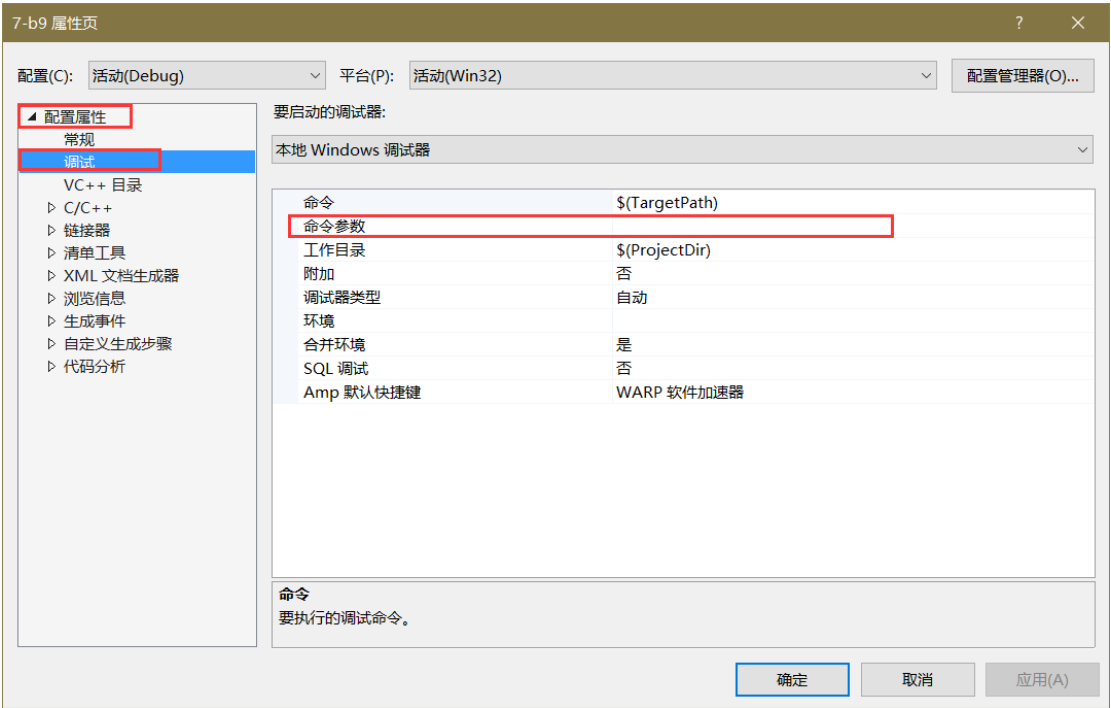 7-b9 属性页
配置(C): 活动(Debug) 平台(P): 活动(Win32) 配置管理器(O)...
配置属性
常规
调试
VC++ 目录
C/C++
链接器
清单工具
XML 文档生成器
浏览信息
生成事件
自定义生成步骤
代码分析
要启动的调试器:
本地 Windows 调试器
命令 $(TargetPath)
命令参数
工作目录 $(ProjectDir)
附加 否
调试器类型 自动
环境
合并环境 是
SQL 调试 否
Amp 默认快捷键 WARP 软件加速器
命令
要执行的调试命令。
确定 取消 应用(A)